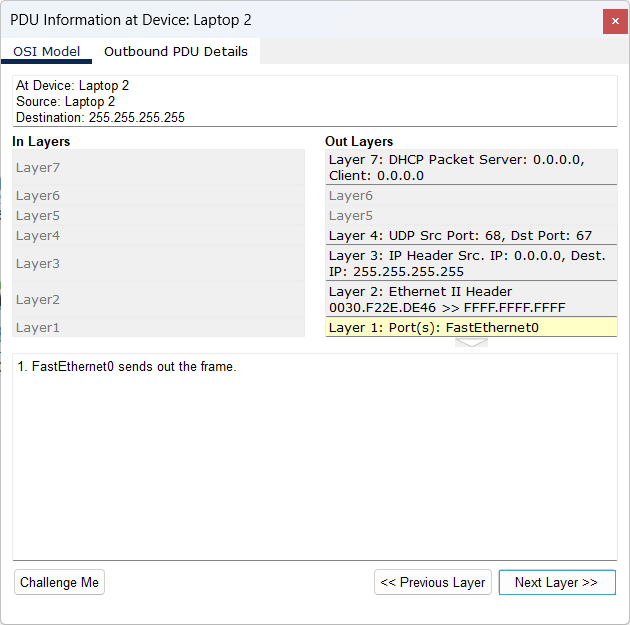 PDU Information at Device: Laptop 2
×
OSI Model
Outbound PDU Details
At Device: Laptop 2
Source: Laptop 2
Destination: 255.255.255.255
In Layers
Layer7
Layer6
Layer5
Layer4
Layer3
Layer2
Layer1
Out Layers
Layer 7: DHCP Packet Server: 0.0.0.0,
Client: 0.0.0.0
Layer6
Layer5
Layer 4: UDP Src Port: 68, Dst Port: 67
Layer 3: IP Header Src. IP: 0.0.0.0, Dest.
IP: 255.255.255.255
Layer 2: Ethernet II Header
0030.F22E.DE46 >> FFFF.FFFF.FFFF
Layer 1: Port(s): FastEthernet0
1. FastEthernet0 sends out the frame.
Challenge Me
<< Previous Layer
Next Layer >>